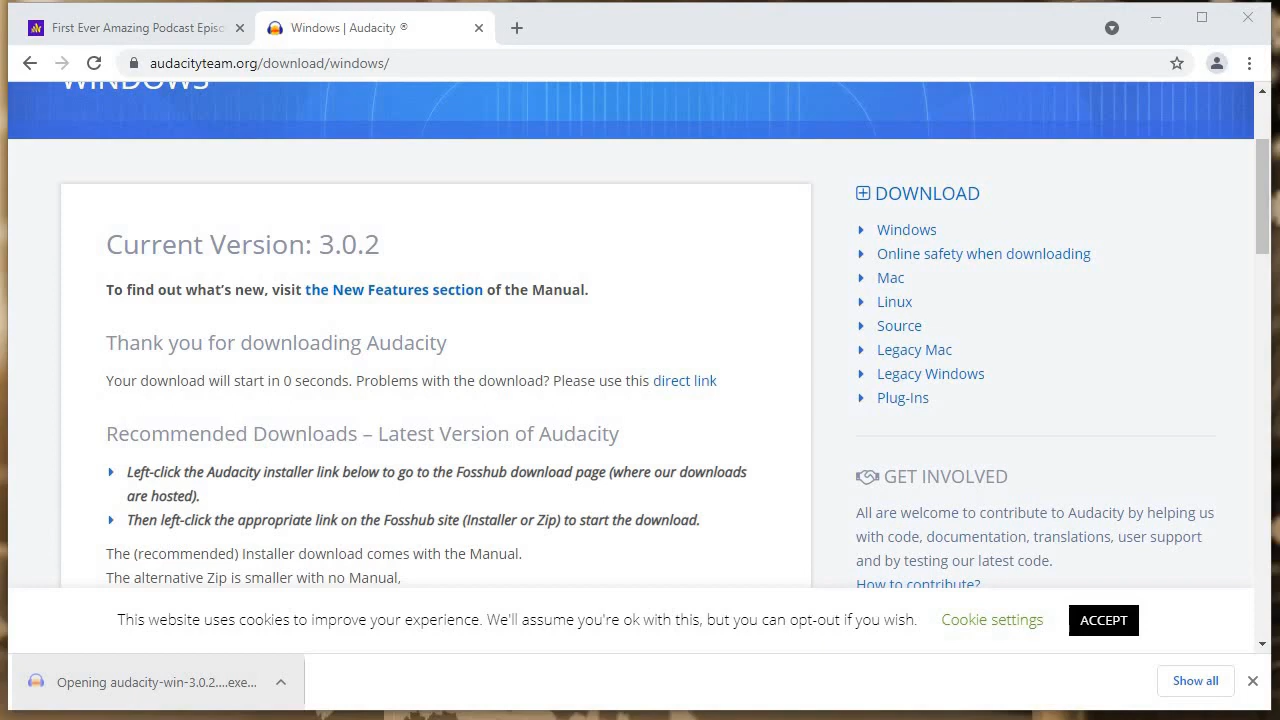 First Ever Amazing Podcast Episo
Windows | Audacity ®
audacityteam.org/download/windows/
WINDOWS
Current Version: 3.0.2
To find out what’s new, visit the New Features section of the Manual.
Thank you for downloading Audacity
Your download will start in 0 seconds. Problems with the download? Please use this direct link
Recommended Downloads – Latest Version of Audacity
Left-click the Audacity installer link below to go to the Fosshub download page (where our downloads
are hosted).
Then left-click the appropriate link on the Fosshub site (Installer or Zip) to start the download.
The (recommended) Installer download comes with the Manual.
The alternative Zip is smaller with no Manual,
DOWNLOAD
Windows
Online safety when downloading
Mac
Linux
Source
Legacy Mac
Legacy Windows
Plug-Ins
GET INVOLVED
All are welcome to contribute to Audacity by helping us
with code, documentation, translations, user support
and by testing our latest code.
How to contribute?
This website uses cookies to improve your experience. We'll assume you're ok with this, but you can opt-out if you wish. Cookie settings ACCEPT
Opening audacity-win-3.0.2....exe...
Show all